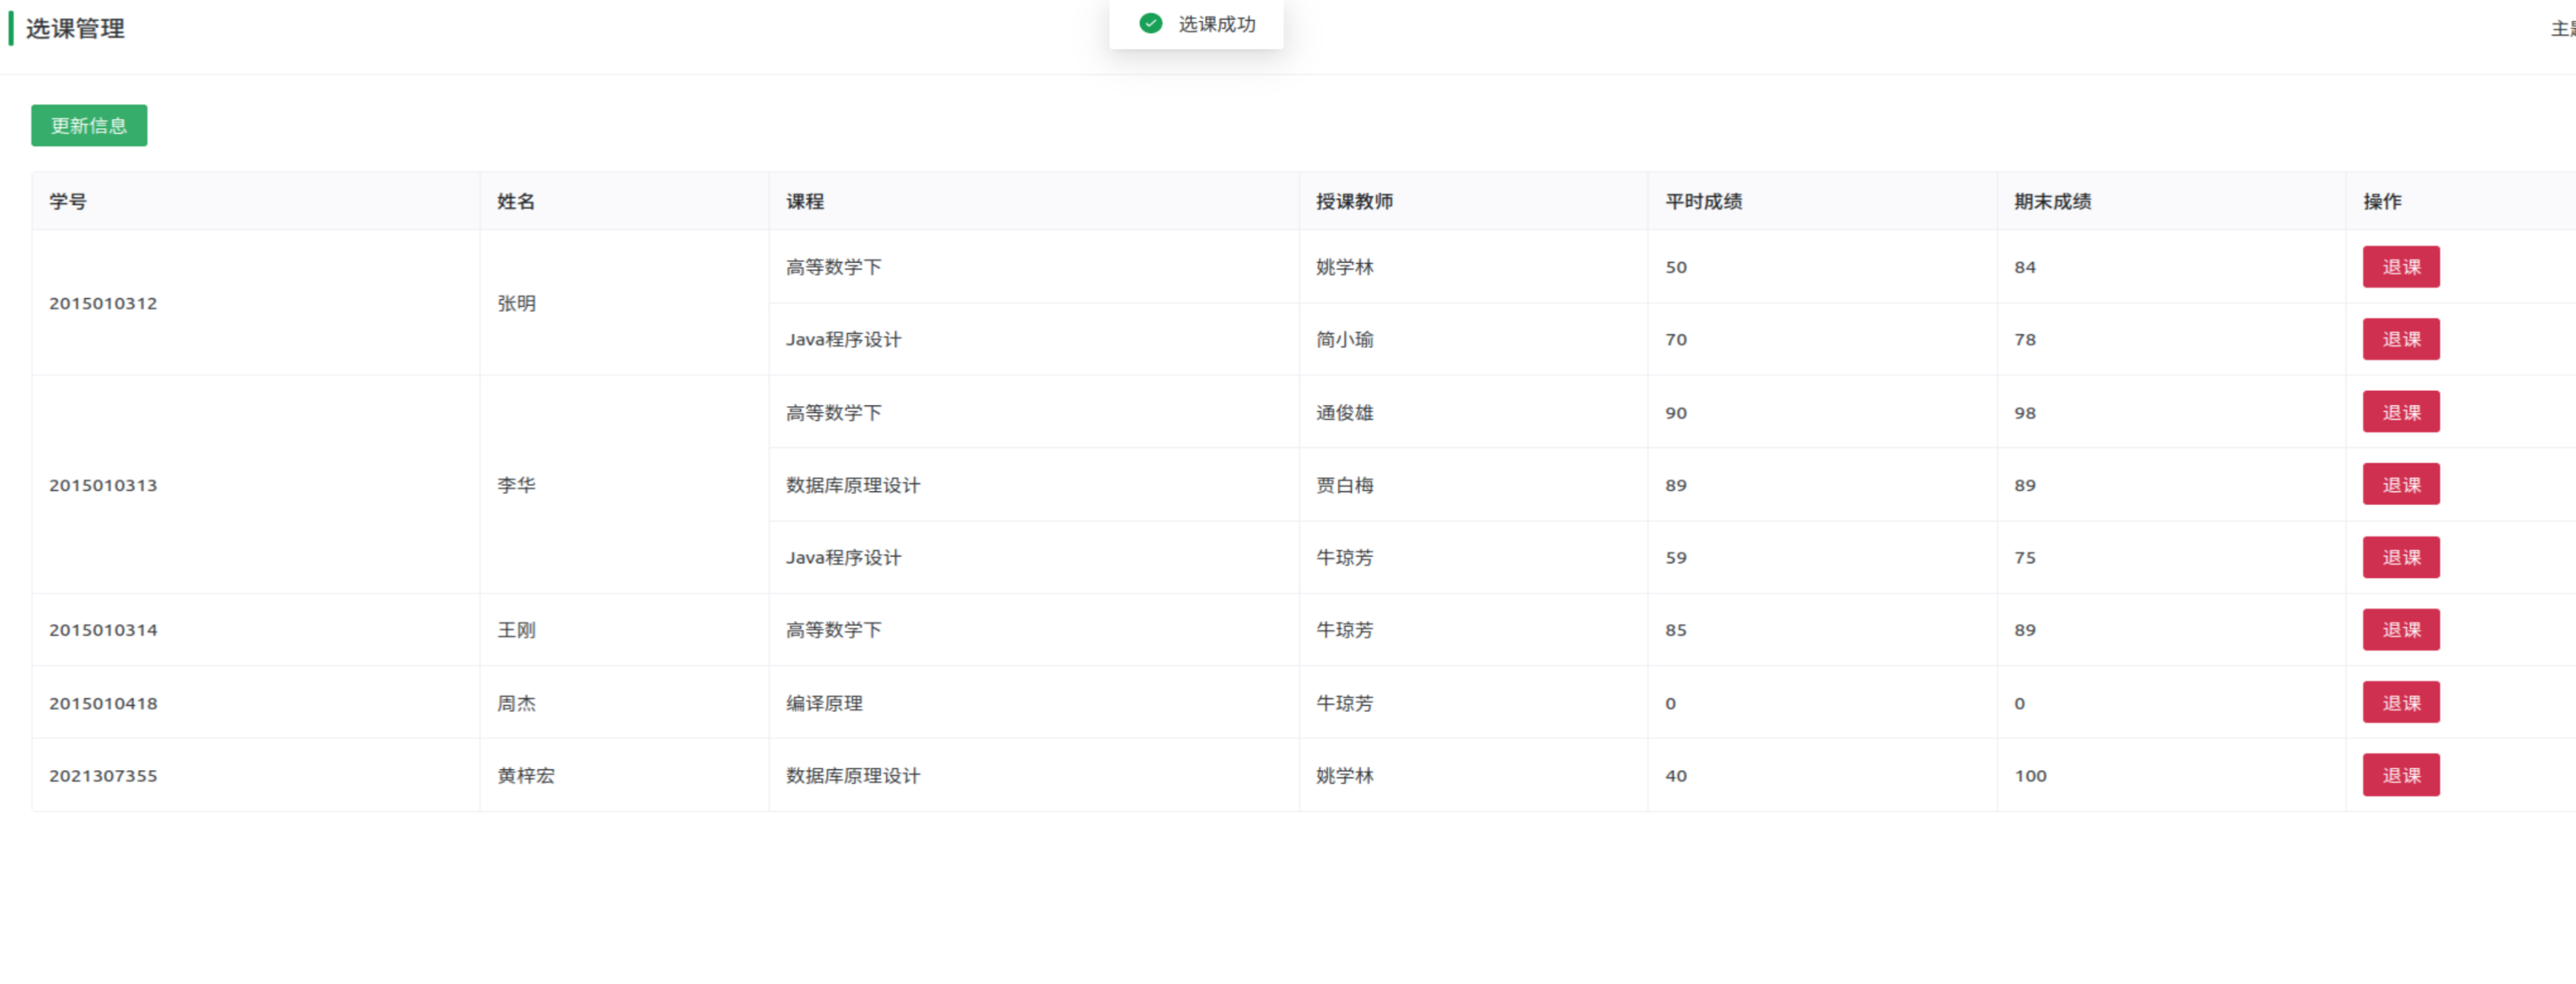 选课管理
选课成功
更新信息
学号 姓名 课程 授课教师 平时成绩 期末成绩 操作
2015010312 张明 高等数学下 姚学林 50 84 退课
Java程序设计 简小瑜 70 78 退课
2015010313 李华 高等数学下 通俊雄 90 98 退课
数据库原理设计 贾白梅 89 89 退课
Java程序设计 牛琼芳 59 75 退课
2015010314 王刚 高等数学下 牛琼芳 85 89 退课
2015010418 周杰 编译原理 牛琼芳 0 0 退课
2021307355 黄梓宏 数据库原理设计 姚学林 40 100 退课